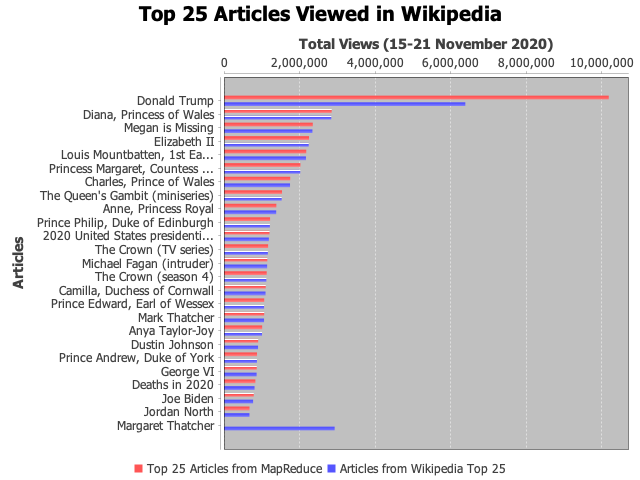 Top 25 Articles Viewed in Wikipedia
Total Views (15-21 November 2020)
0 2,000,000 4,000,000 6,000,000 8,000,000 10,000,000
Articles
Donald Trump
Diana, Princess of Wales
Megan is Missing
Elizabeth II
Louis Mountbatten, 1st Ea...
Princess Margaret, Countess ...
Charles, Prince of Wales
The Queen's Gambit (miniseries)
Anne, Princess Royal
Prince Philip, Duke of Edinburgh
2020 United States presidenti...
The Crown (TV series)
Michael Fagan (intruder)
The Crown (season 4)
Camilla, Duchess of Cornwall
Prince Edward, Earl of Wessex
Mark Thatcher
Anya Taylor-Joy
Dustin Johnson
Prince Andrew, Duke of York
George VI
Deaths in 2020
Joe Biden
Jordan North
Margaret Thatcher
Top 25 Articles from MapReduce Articles from Wikipedia Top 25